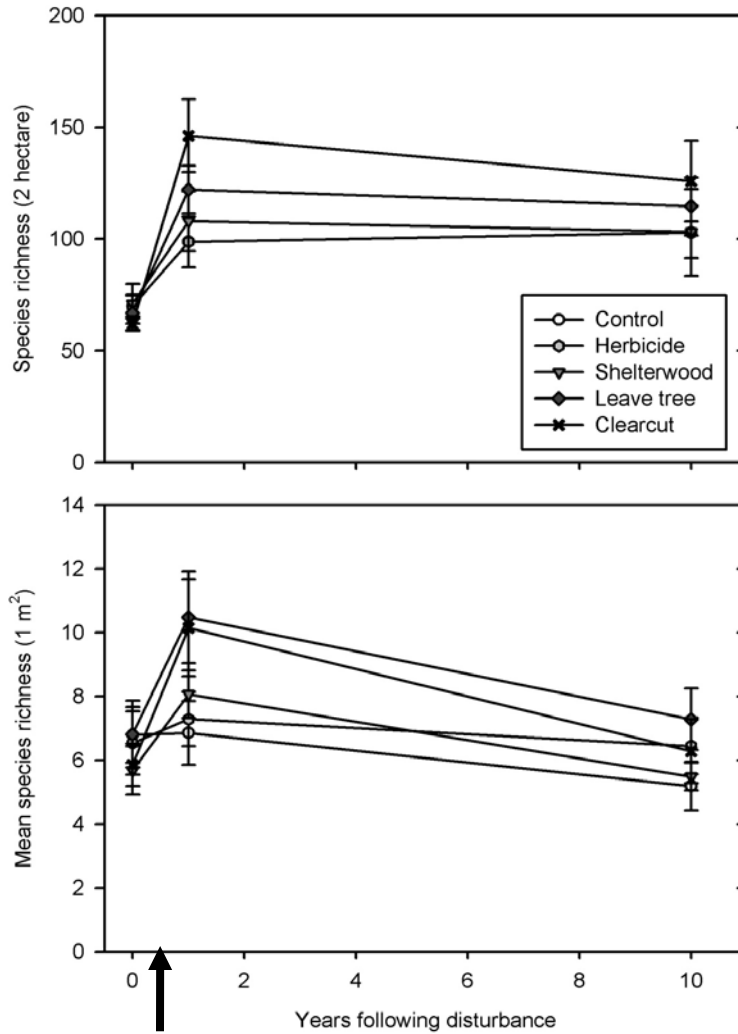 200
150
100
50
0
Species richness (2 hectare)
Control
Herbicide
Shelterwood
Leave tree
Clearcut
14
12
10
8
6
4
2
0
Mean species richness (1 m²)
0 2 4 6 8 10
Years following disturbance